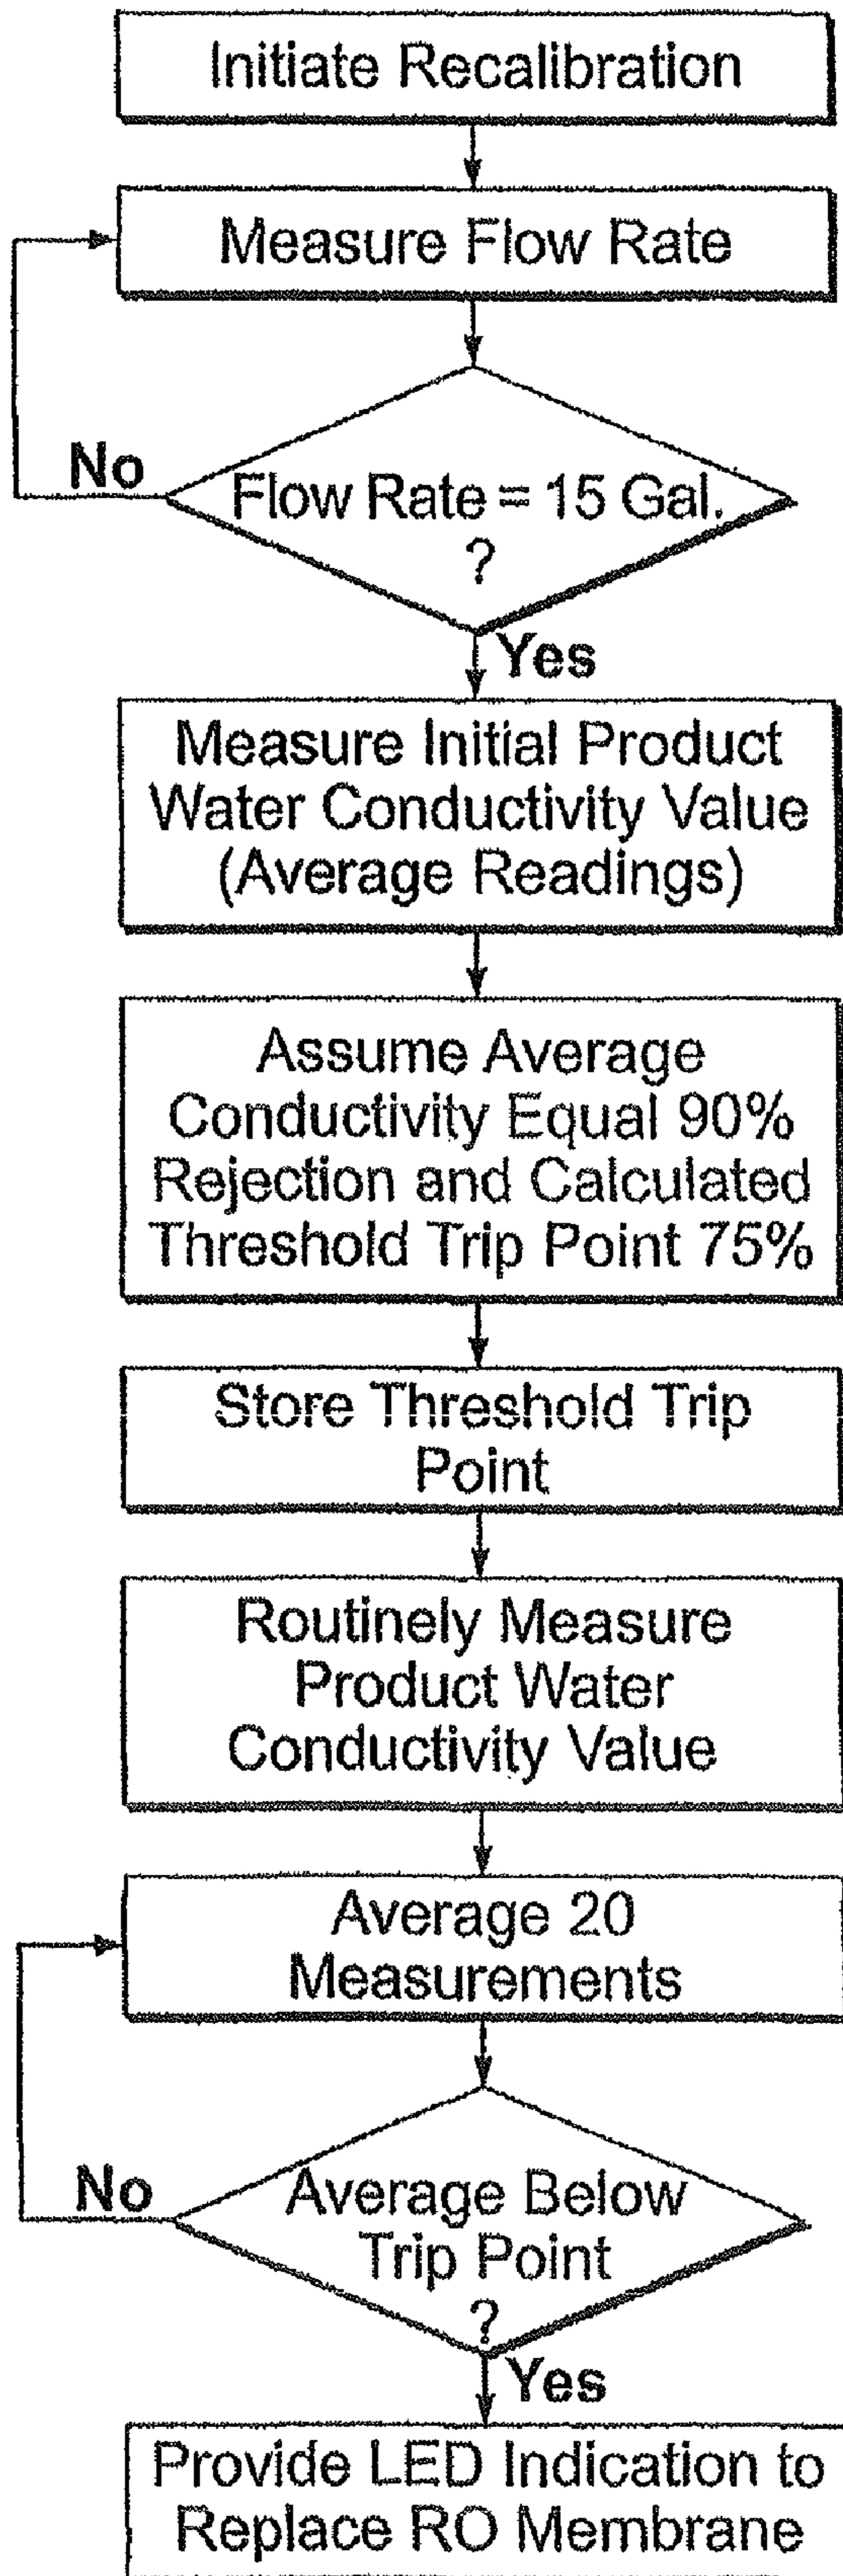 Initiate Recalibration
Measure Flow Rate
No
Flow Rate = 15 Gal.
?
Yes
Measure Initial Product
Water Conductivity Value
(Average Readings)
Assume Average
Conductivity Equal 90%
Rejection and Calculated
Threshold Trip Point 75%
Store Threshold Trip
Point
Routinely Measure
Product Water
Conductivity Value
Average 20
Measurements
No
Average Below
Trip Point
?
Yes
Provide LED Indication to
Replace RO Membrane